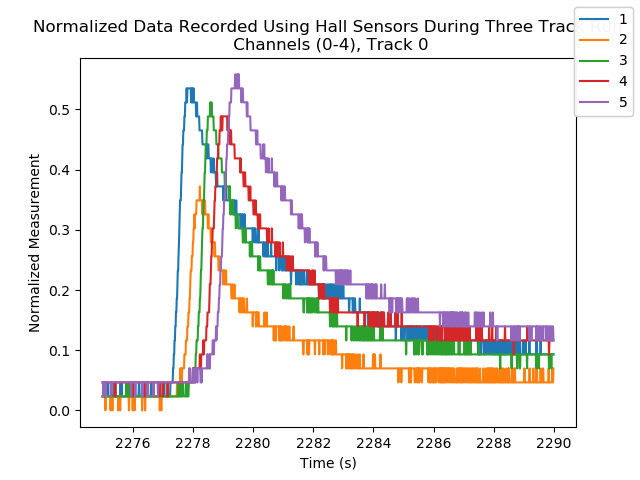 Normalized Data Recorded Using Hall Sensors During Three Track
Channels (0-4), Track 0
1
2
3
4
5
Normalized Measurement
0.5
0.4
0.3
0.2
0.1
0.0
2276 2278 2280 2282 2284 2286 2288 2290
Time (s)